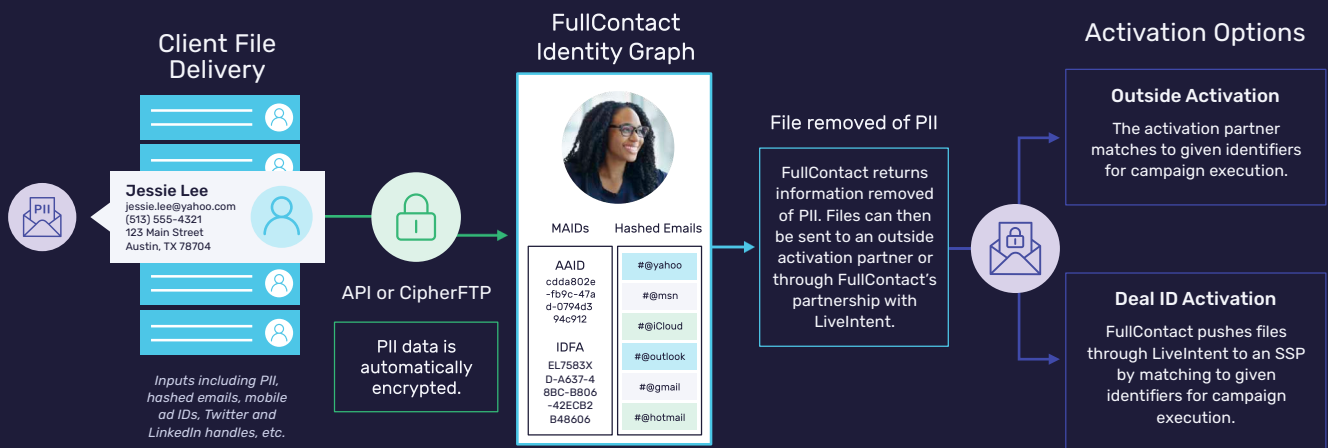 Client File
Delivery
PII
Jessie Lee
jessie.lee@yahoo.com
(513) 555-4321
123 Main Street
Austin, TX 78704
Inputs including PII,
hashed emails, mobile
ad IDs, Twitter and
LinkedIn handles, etc.
API or CipherFTP
PII data is
automatically
encrypted.
FullContact
Identity Graph
MAIDs
AAID
cdda802e
-fb9c-47a
d-0794d3
94c912
IDFA
EL7583X
D-A637-4
8BC-B806
-42ECB2
B48606
Hashed Emails
#@yahoo
#@msn
#@iCloud
#@outlook
#@gmail
#@hotmail
File removed of PII
FullContact returns
information removed
of PII. Files can then
be sent to an outside
activation partner or
through FullContact's
partnership with
LiveIntent.
Activation Options
Outside Activation
The activation partner
matches to given identifiers
for campaign execution.
Deal ID Activation
FullContact pushes files
through LiveIntent to an SSP
by matching to given
identifiers for campaign
execution.